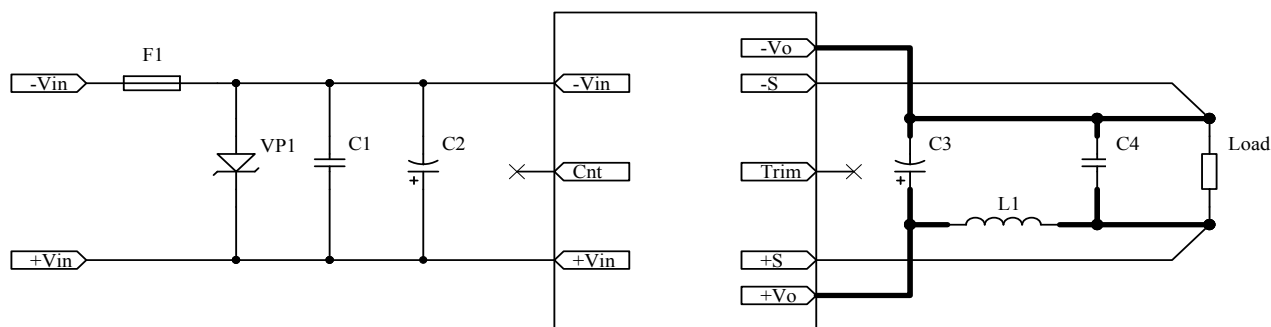 -Vo
F1
-Vin
-Vin
-S
VP1
C1
C2
C3
C4
Load
Cnt
Trim
L1
+Vin
+Vin
+S
+Vo
+
+